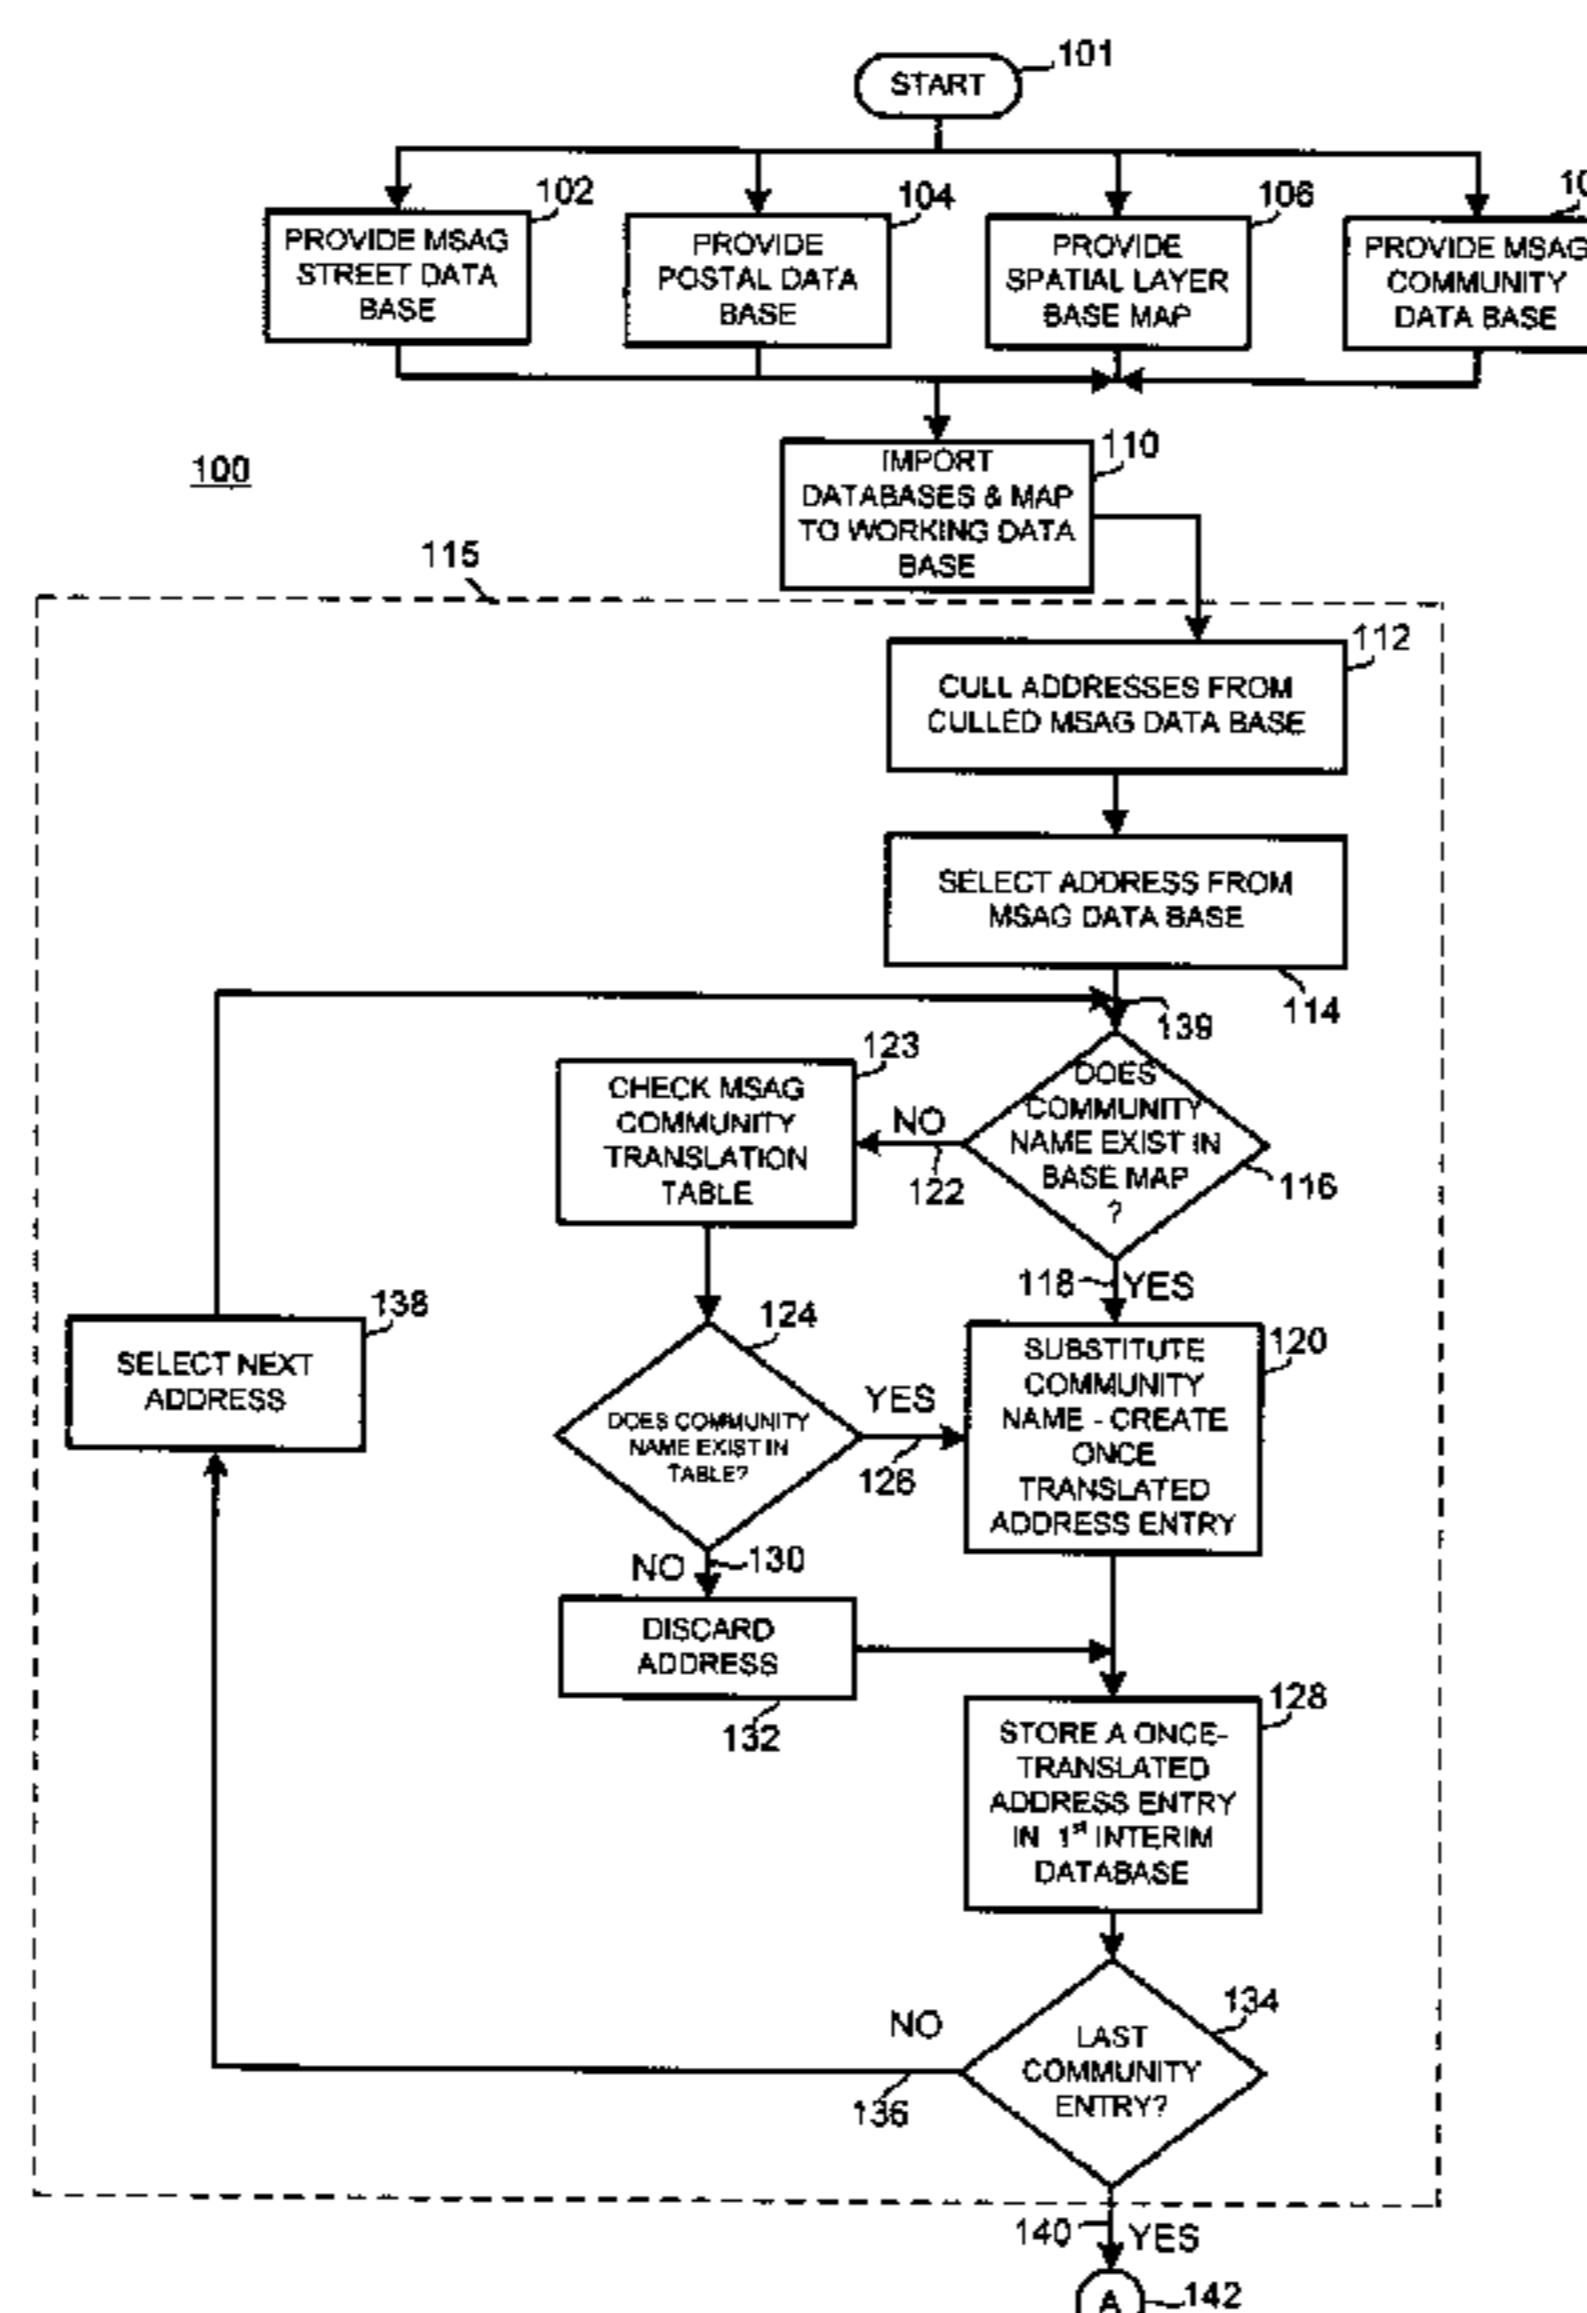 START
101
102
104
106
PROVIDE MSAG
STREET DATA
BASE
PROVIDE
POSTAL DATA
BASE
PROVIDE
SPATIAL LAYER
BASE MAP
PROVIDE MSAG
COMMUNITY
DATA BASE
100
110
IMPORT
DATABASES & MAP
TO WORKING DATA
BASE
115
112
CULL ADDRESSES FROM
CULLED MSAG DATA BASE
SELECT ADDRESS FROM
MSAG DATA BASE
114
139
123
CHECK MSAG
COMMUNITY
TRANSLATION
TABLE
NO
122
DOES
COMMUNITY
NAME EXIST IN
BASE MAP
?
116
118
YES
138
SELECT NEXT
ADDRESS
124
DOES COMMUNITY
NAME EXIST IN
TABLE?
YES
126
120
SUBSTITUTE
COMMUNITY
NAME - CREATE
ONCE
TRANSLATED
ADDRESS ENTRY
NO
130
DISCARD
ADDRESS
132
128
STORE A ONCE-
TRANSLATED
ADDRESS ENTRY
IN 1st INTERIM
DATABASE
NO
136
134
LAST
COMMUNITY
ENTRY?
140
YES
A
142